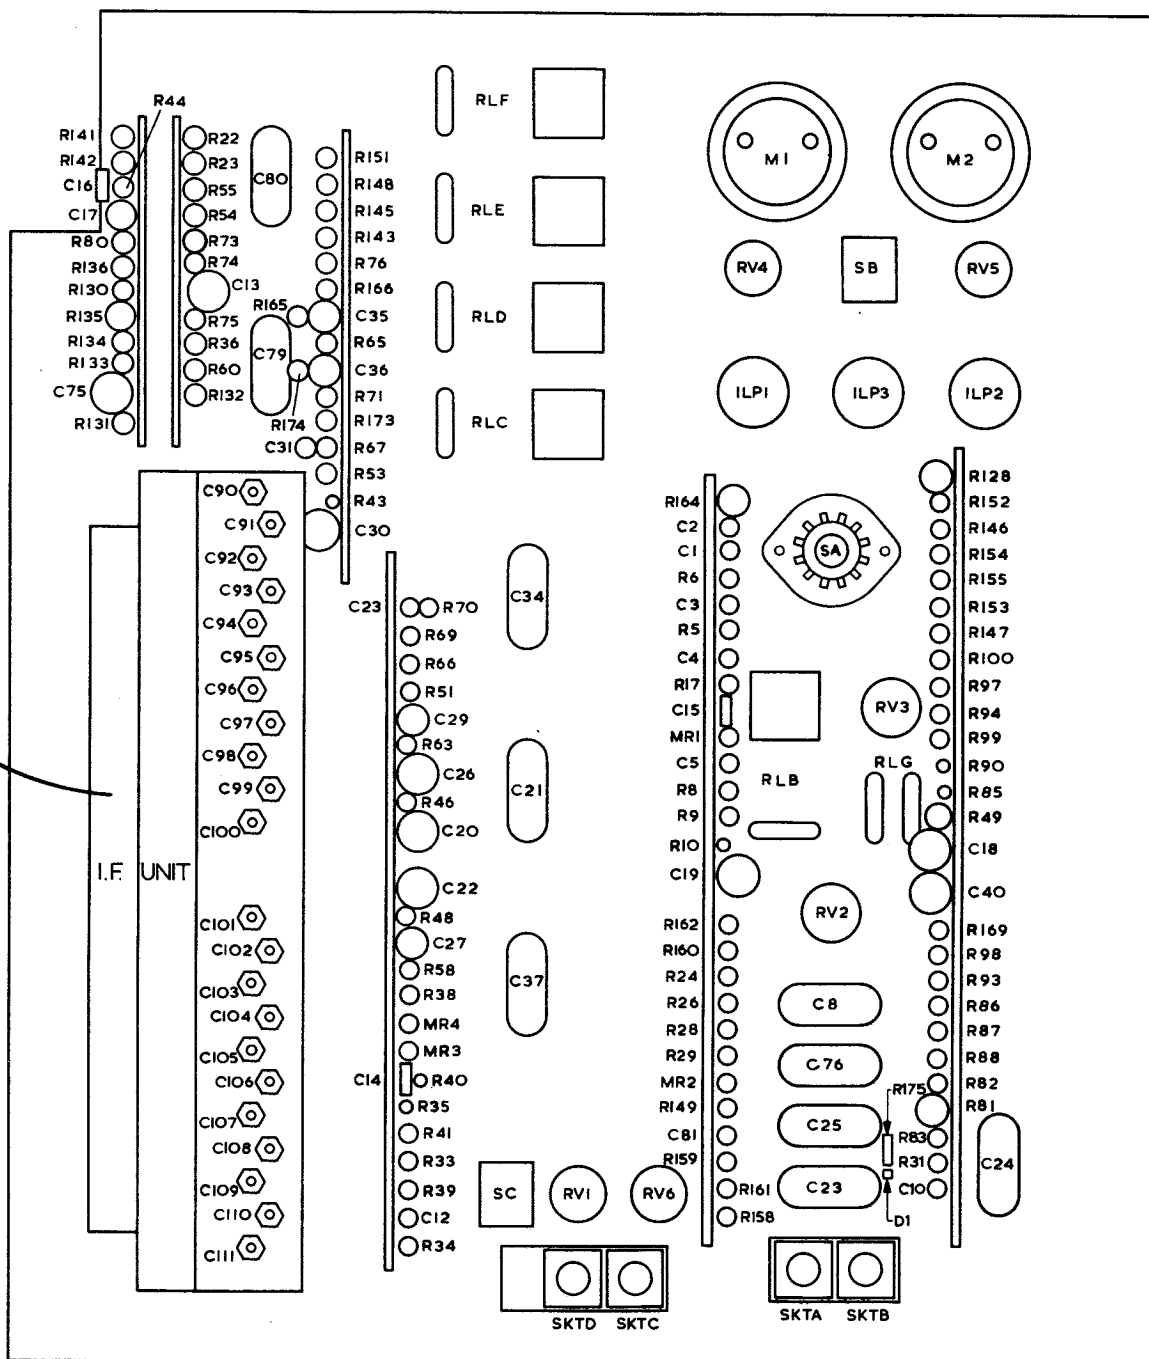 R44
R141
R142
C16
C17
R80
R136
R130
R135
R134
R133
C75
R131
R22
R23
R55
R54
R73
R74
C13
R75
R36
R60
R132
C80
R165
C79
R174
C31
R151
R148
R145
R143
R76
R166
C35
R65
C36
R71
R173
R67
R53
R43
C30
RLF
RLE
RLD
RLC
M1
M2
RV4
SB
RV5
ILP1
ILP3
ILP2
C90
C91
C92
C93
C94
C95
C96
C97
C98
C99
C100
I.F. UNIT
C101
C102
C103
C104
C105
C106
C107
C108
C109
C110
C111
C23
R70
R69
R66
R51
C29
R63
C26
R46
C20
C22
R48
C27
R58
R38
MR4
MR3
C14
R40
R35
R41
R33
R39
C12
R34
C34
C21
C37
SC
RV1
RV6
SKTD
SKTC
R164
C2
C1
R6
C3
R5
C4
R17
C15
MR1
C5
R8
R9
R10
C19
R162
R160
R24
R26
R28
R29
MR2
R149
C81
R159
R161
R158
SA
RV3
RLB
RLG
RV2
C8
C76
C25
C23
R175
D1
SKTA
SKTB
R128
R152
R146
R154
R155
R153
R147
R100
R97
R94
R99
R90
R85
R49
C18
C40
R169
R98
R93
R86
R87
R88
R82
R81
R83
R31
C10
C24